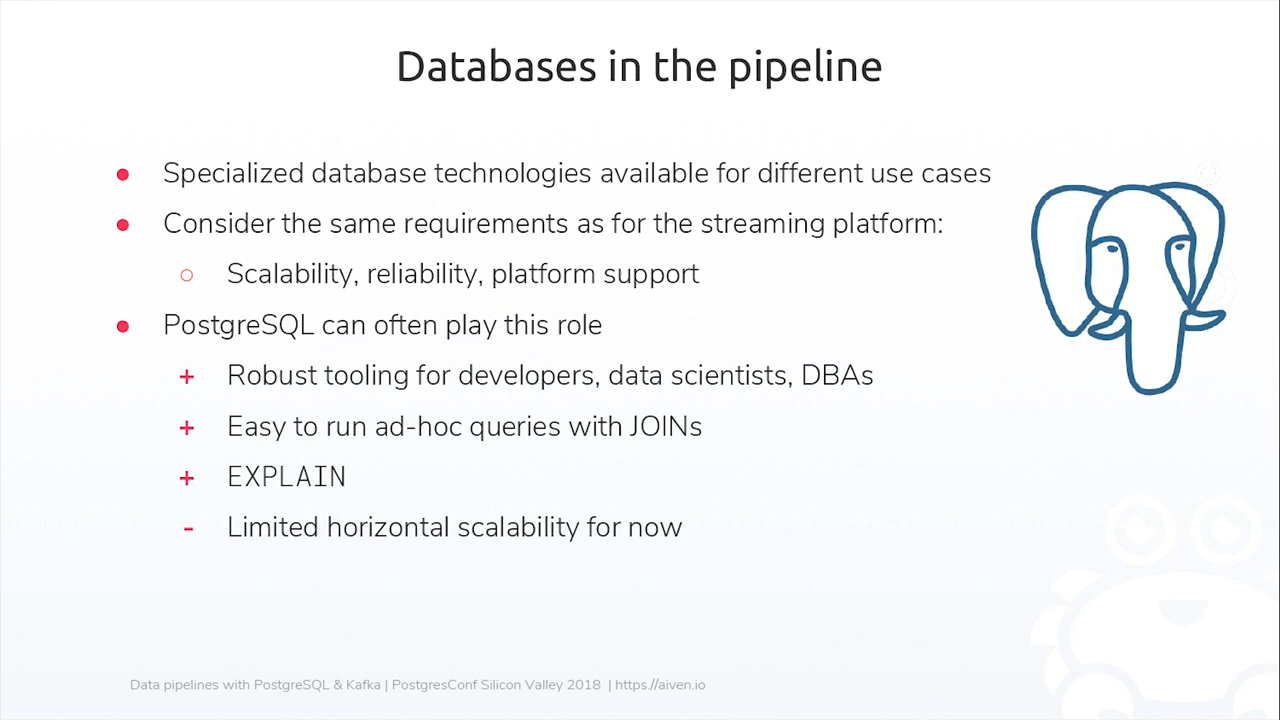 Databases in the pipeline
● Specialized database technologies available for different use cases
● Consider the same requirements as for the streaming platform:
○ Scalability, reliability, platform support
● PostgreSQL can often play this role
+ Robust tooling for developers, data scientists, DBAs
+ Easy to run ad-hoc queries with JOINs
+ EXPLAIN
- Limited horizontal scalability for now
Data pipelines with PostgreSQL & Kafka | PostgresConf Silicon Valley 2018 | https://aiven.io